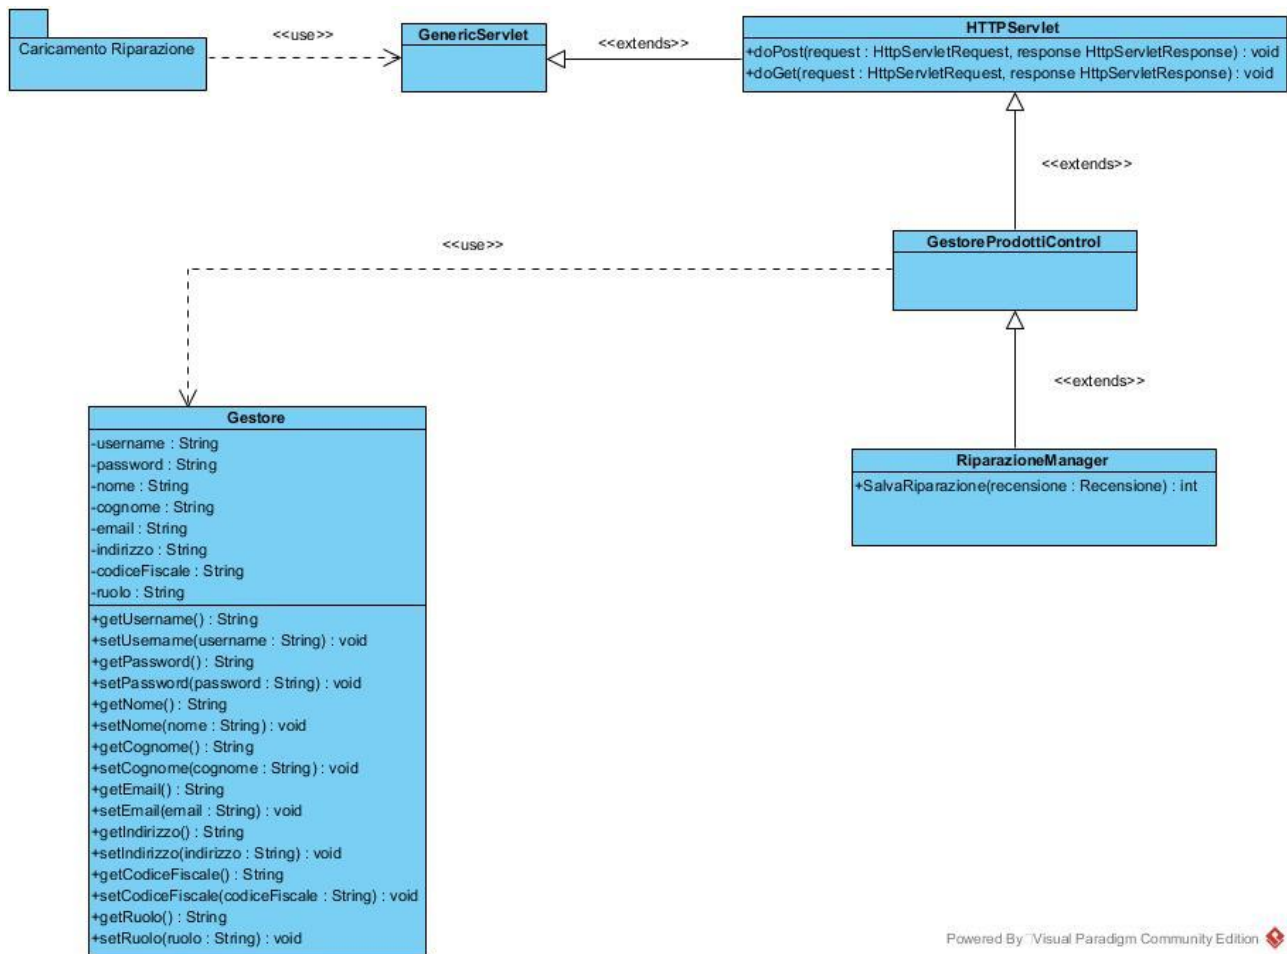 Caricamento Riparazione
<<use>>
GenericServlet
<<extends>>
HTTPServlet
+doPost(request : HttpServletRequest, response HttpServletResponse) : void
+doGet(request : HttpServletRequest, response HttpServletResponse) : void
<<extends>>
<<use>>
GestoreProdottiControl
<<extends>>
Gestore
-username : String
-password : String
-nome : String
-cognome : String
-email : String
-indirizzo : String
-codiceFiscale : String
-ruolo : String
+getUsername() : String
+setUsername(username : String) : void
+getPassword() : String
+setPassword(password : String) : void
+getNome() : String
+setNome(nome : String) : void
+getCognome() : String
+setCognome(cognome : String) : void
+getEmail() : String
+setEmail(email : String) : void
+getIndirizzo() : String
+setIndirizzo(indirizzo : String) : void
+getCodiceFiscale() : String
+setCodiceFiscale(codiceFiscale : String) : void
+getRuolo() : String
+setRuolo(ruolo : String) : void
RiparazioneManager
+SalvaRiparazione(recensione : Recensione) : int
Powered By Visual Paradigm Community Edition